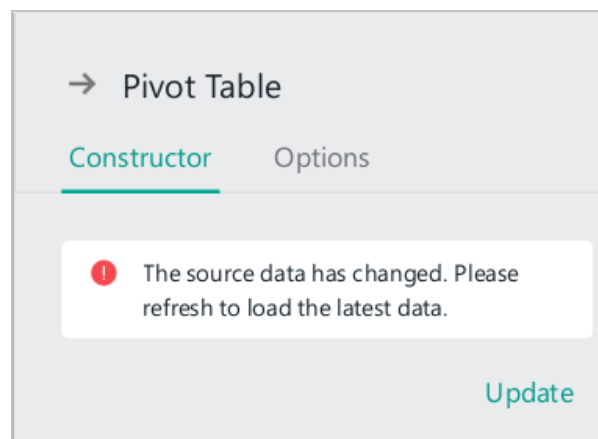 Pivot Table
Constructor Options
The source data has changed. Please
refresh to load the latest data.
Update